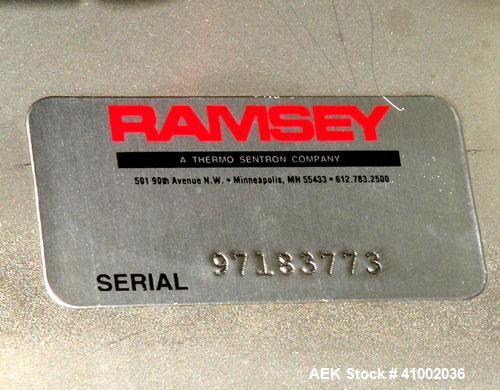 RAMSEY
A THERMO SENTRON COMPANY
501 90th Avenue N.W. • Minneapolis, MN 55433 • 612.783.2500
SERIAL 97183773
AEK Stock # 41002036